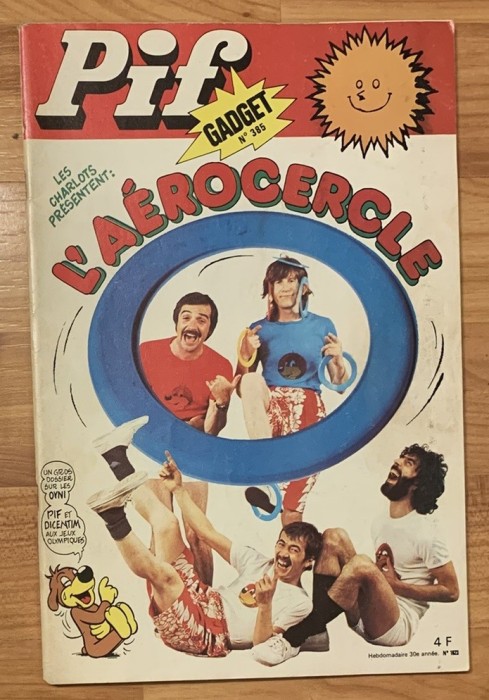 Pif
GADGET
N° 385
LES
CHARLOTS
PRÉSENTENT:
L'AÉROCERCLE
UN GROS
DOSSIER
SUR LES
OVNI!
PIF ET
DICENTIM
AUX JEUX
OLYMPIQUES
4 F
Hebdomadaire 30e année. N°